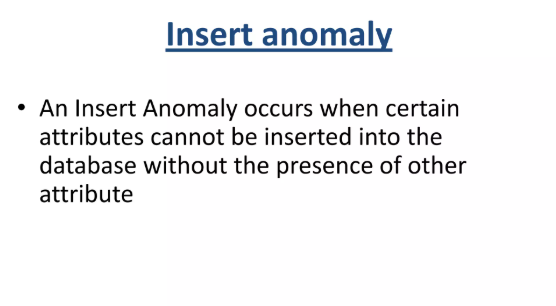 Insert anomaly
• An Insert Anomaly occurs when certain
attributes cannot be inserted into the
database without the presence of other
attribute